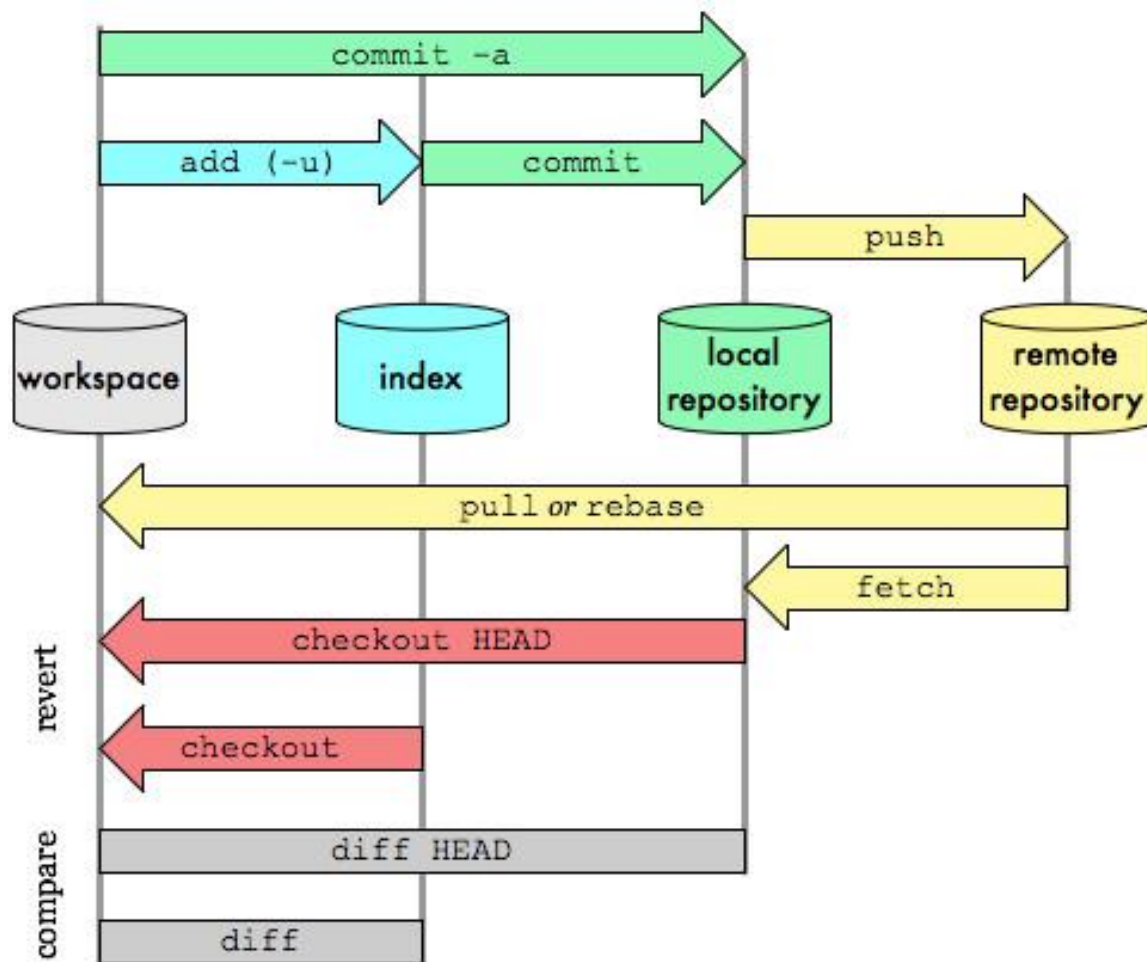 commit -a
add (-u)
commit
push
workspace
index
local
repository
remote
repository
pull or rebase
fetch
revert
checkout HEAD
checkout
compare
diff HEAD
diff